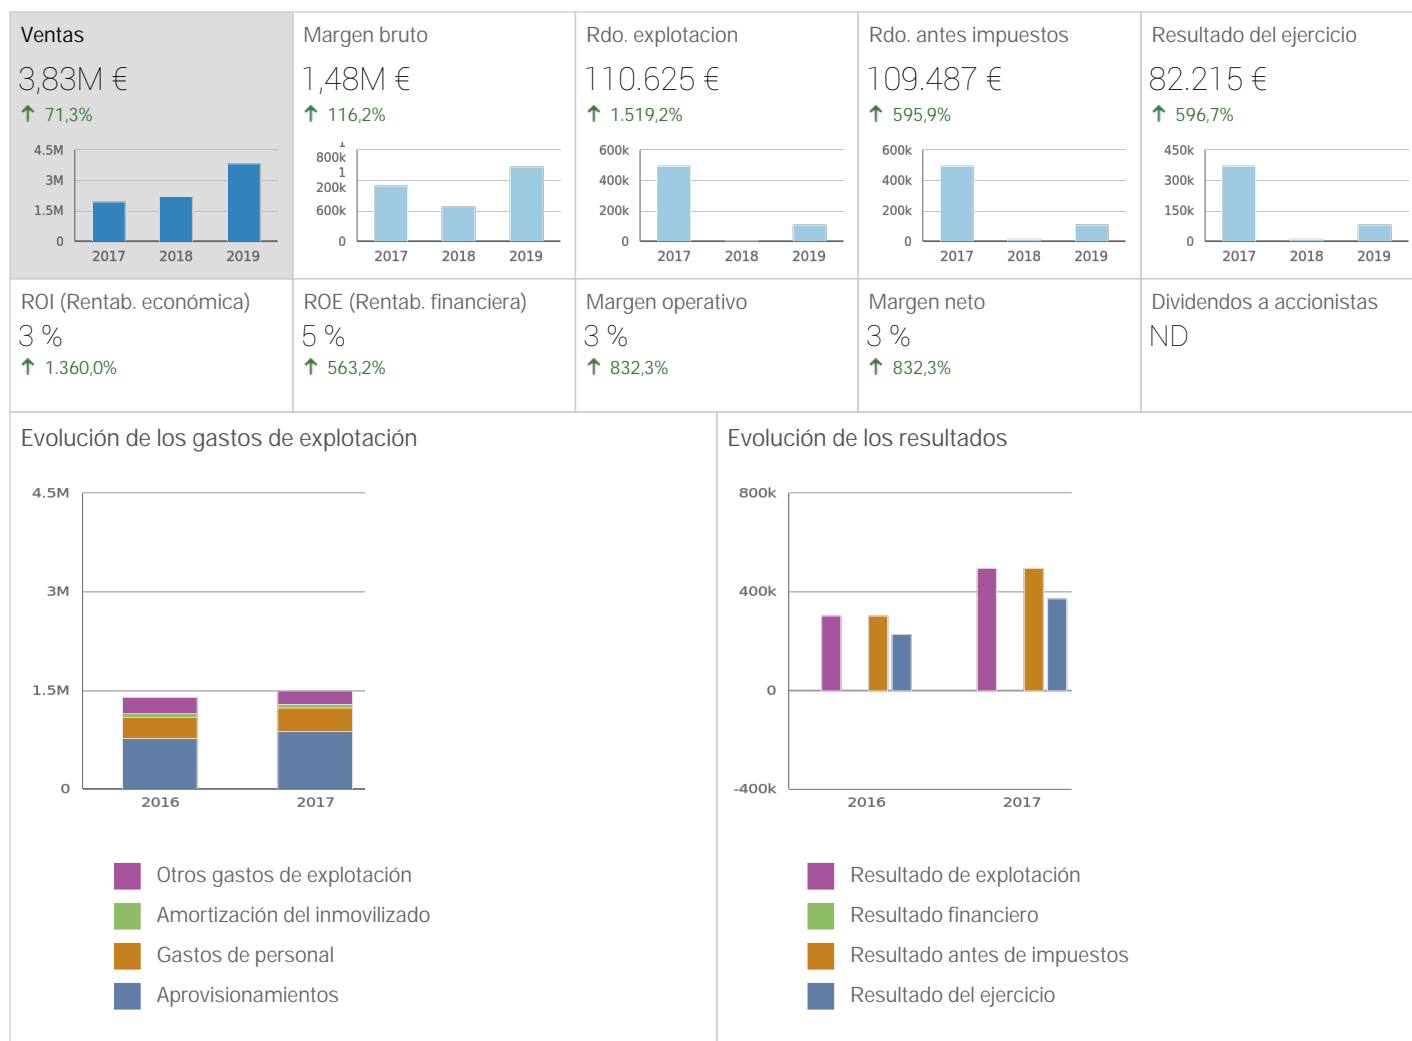 Ventas
3,83M €
↑ 71,3%
4.5M
3M
1.5M
0
2017 2018 2019
Margen bruto
1,48M €
↑ 116,2%
1
800k
1
200k
600k
0
2017 2018 2019
Rdo. explotacion
110.625 €
↑ 1.519,2%
600k
400k
200k
0
2017 2018 2019
Rdo. antes impuestos
109.487 €
↑ 595,9%
600k
400k
200k
0
2017 2018 2019
Resultado del ejercicio
82.215 €
↑ 596,7%
450k
300k
150k
0
2017 2018 2019
ROI (Rentab. económica)
3 %
↑ 1.360,0%
ROE (Rentab. financiera)
5 %
↑ 563,2%
Margen operativo
3 %
↑ 832,3%
Margen neto
3 %
↑ 832,3%
Dividendos a accionistas
ND
Evolución de los gastos de explotación
4.5M
3M
1.5M
0
2016 2017
Otros gastos de explotación
Amortización del inmovilizado
Gastos de personal
Aprovisionamientos
Evolución de los resultados
800k
400k
0
-400k
2016 2017
Resultado de explotación
Resultado financiero
Resultado antes de impuestos
Resultado del ejercicio